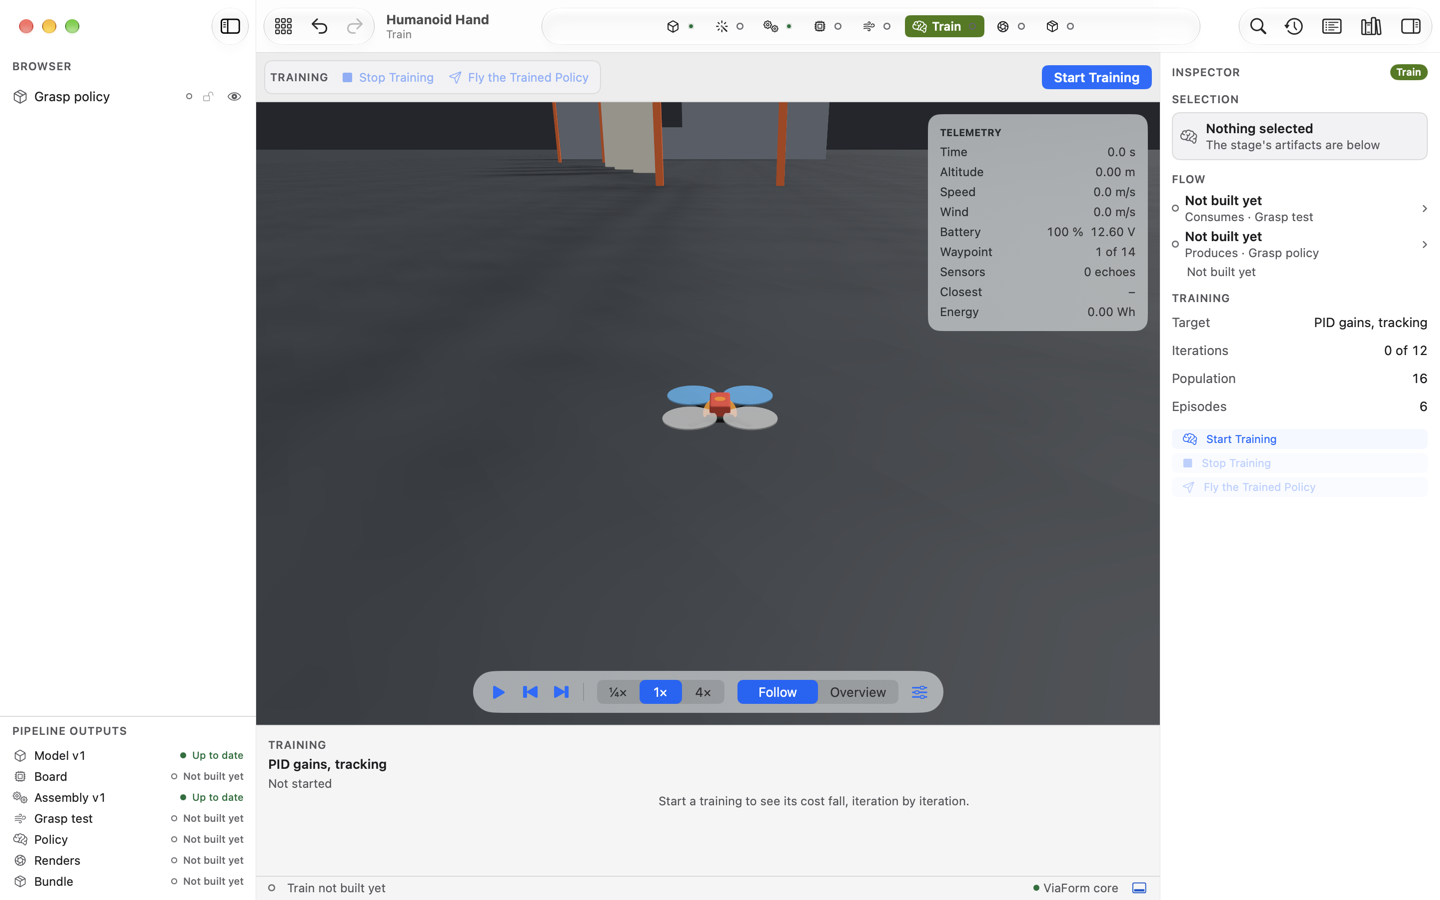 Humanoid Hand
Train
Train
BROWSER
Grasp policy
PIPELINE OUTPUTS
Model v1 Up to date
Board Not built yet
Assembly v1 Up to date
Grasp test Not built yet
Policy Not built yet
Renders Not built yet
Bundle Not built yet
TRAINING Stop Training Fly the Trained Policy Start Training
TELEMETRY
Time 0.0 s
Altitude 0.00 m
Speed 0.0 m/s
Wind 0.0 m/s
Battery 100 % 12.60 V
Waypoint 1 of 14
Sensors 0 echoes
Closest –
Energy 0.00 Wh
¼× 1× 4× Follow Overview
TRAINING
PID gains, tracking
Not started
Start a training to see its cost fall, iteration by iteration.
Train not built yet ViaForm core
INSPECTOR Train
SELECTION
Nothing selected
The stage's artifacts are below
FLOW
Not built yet
Consumes · Grasp test
Not built yet
Produces · Grasp policy
Not built yet
TRAINING
Target PID gains, tracking
Iterations 0 of 12
Population 16
Episodes 6
Start Training
Stop Training
Fly the Trained Policy